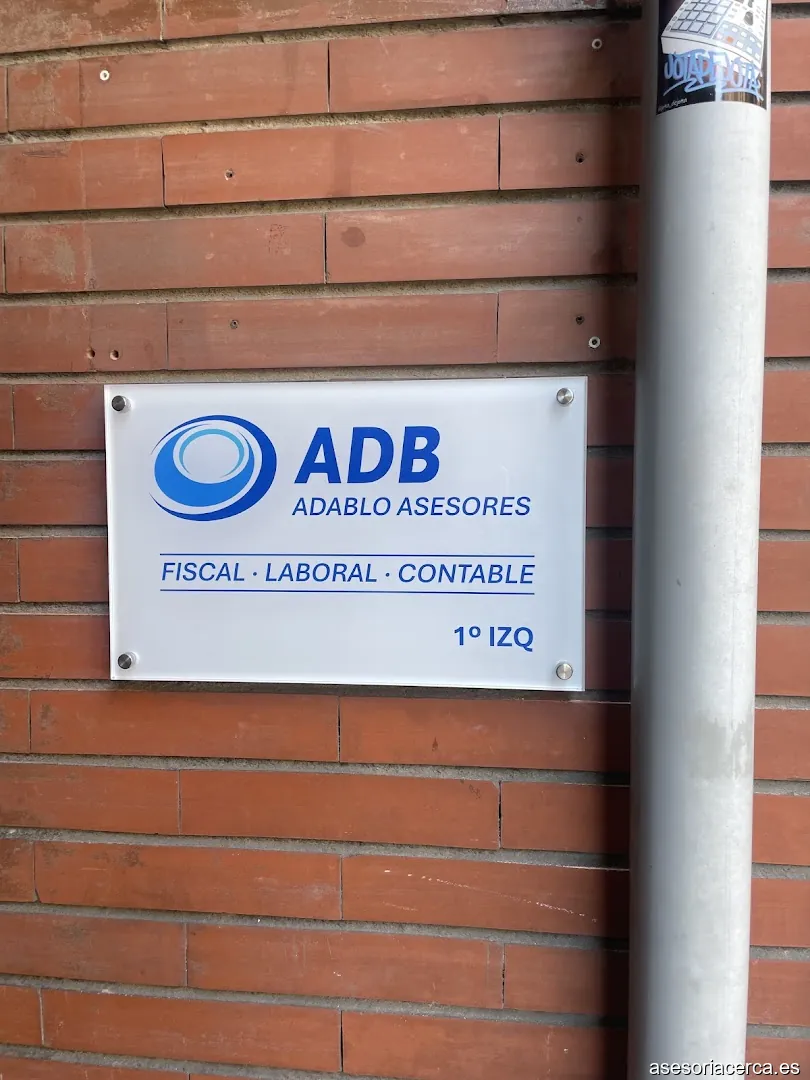 ADB
ADABLO ASESORES
FISCAL · LABORAL · CONTABLE
1º IZQ
asesoriacerca.es